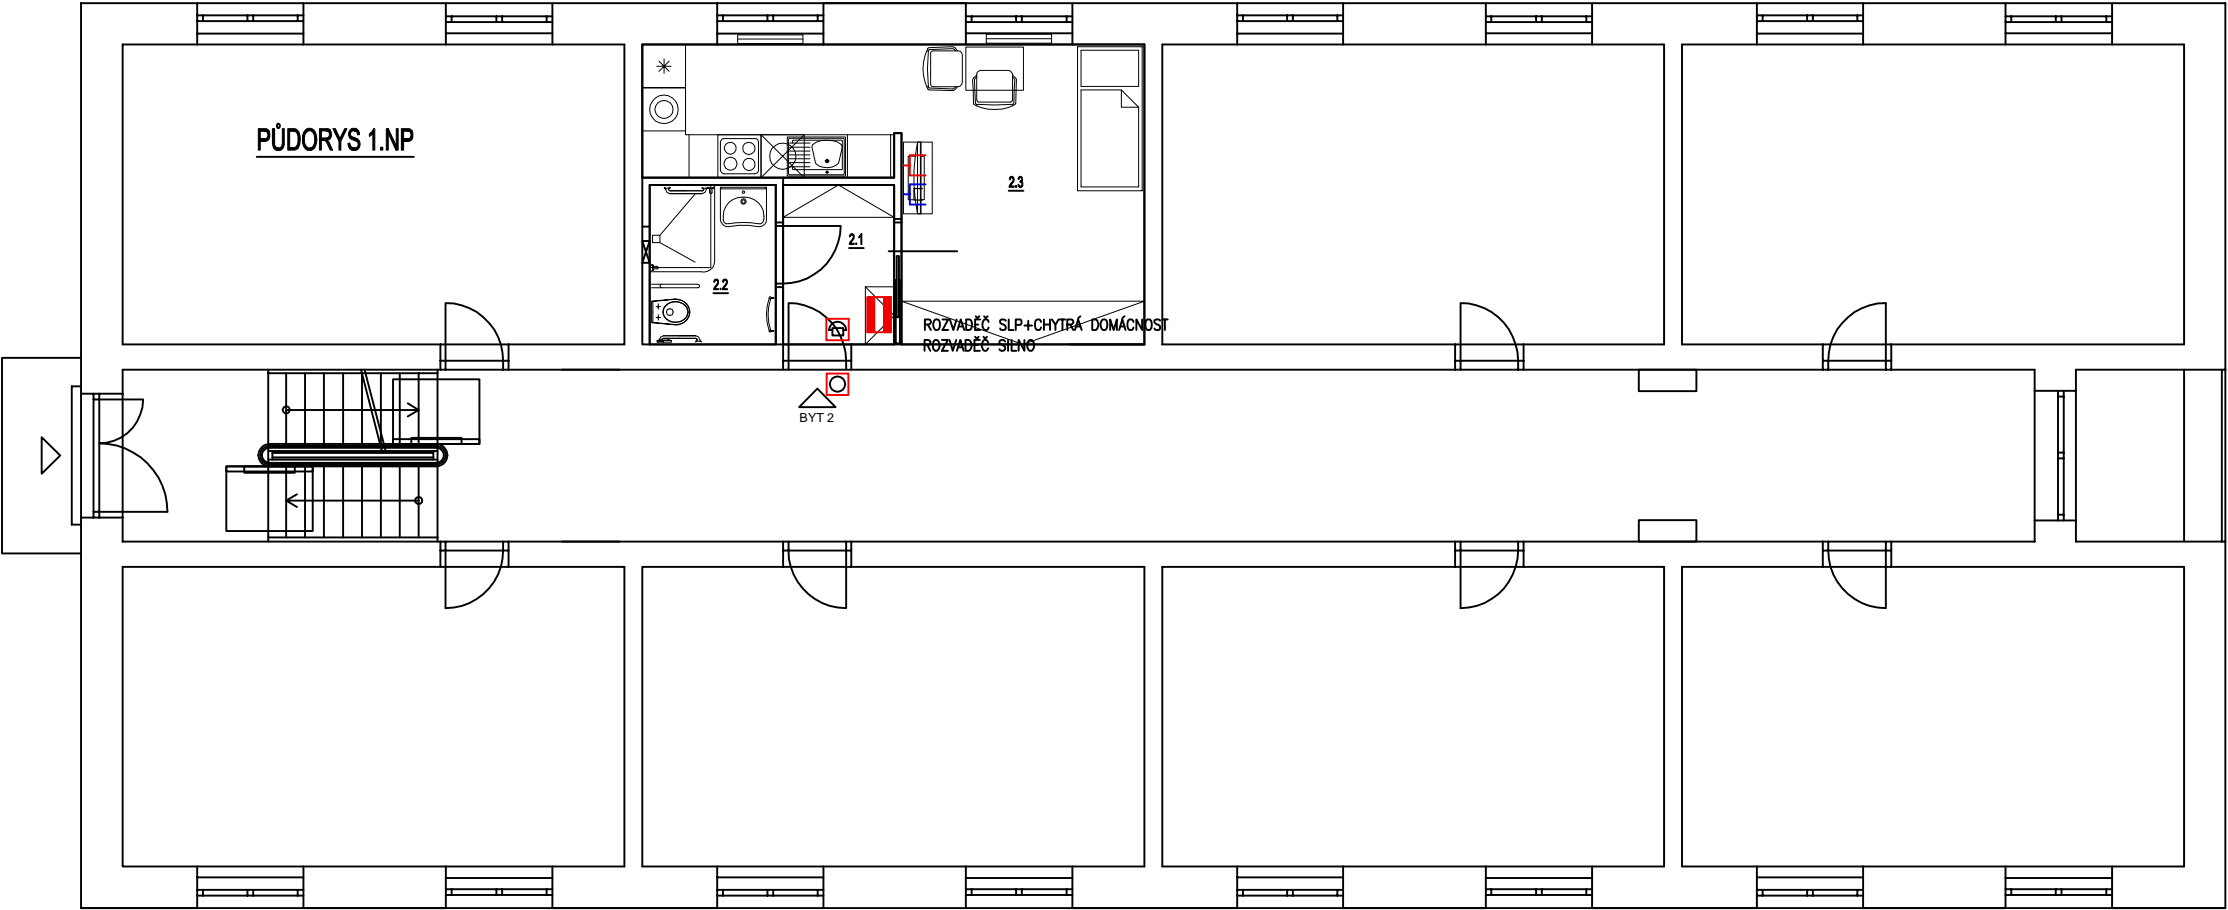 PŮDORYS 1.NP
2.3
2.1
2.2
ROZVADĚČ SLP+CHYTRÁ DOMÁCNOST
ROZVADĚČ SILNO
BYT 2